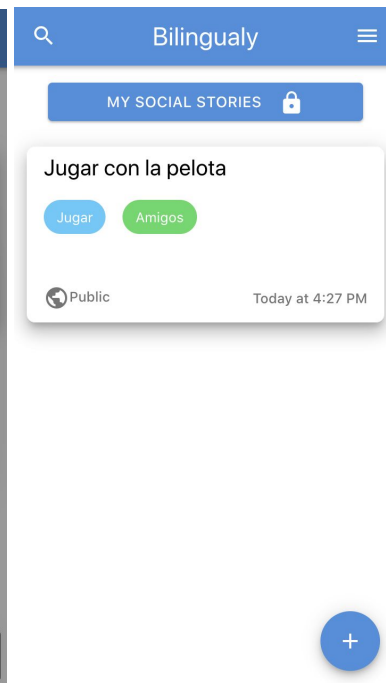 Bilingualy
MY SOCIAL STORIES
Jugar con la pelota
Jugar Amigos
Public Today at 4:27 PM
+